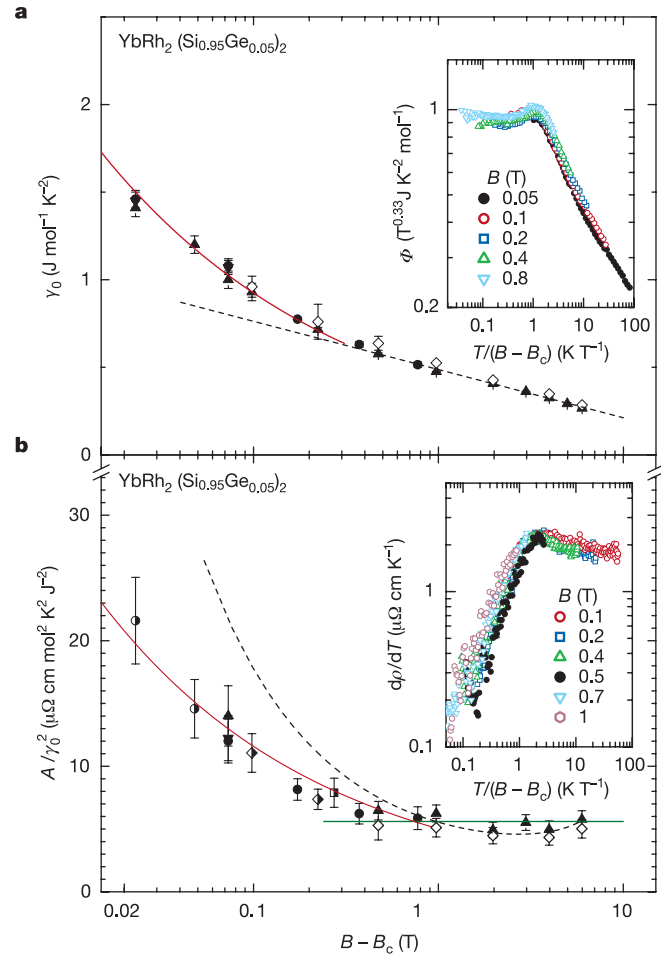 a
YbRh₂ (Si₀.₉₅Ge₀.₀₅)₂
γ₀ (J mol⁻¹ K⁻²)
2
1
0
Φ (T⁰·³³J K⁻² mol⁻¹)
1
0.2
B (T)
0.05
0.1
0.2
0.4
0.8
0.1 1 10 100
T/(B – B_c) (K T⁻¹)
b
YbRh₂ (Si₀.₉₅Ge₀.₀₅)₂
A /γ₀² (μΩ cm mol² K² J⁻²)
30
20
10
0
dρ/dT (μΩ cm K⁻¹)
1
0.1
B (T)
0.1
0.2
0.4
0.5
0.7
1
0.1 1 10 100
T/(B – B_c) (K T⁻¹)
0.02 0.1 1 10
B – B_c (T)